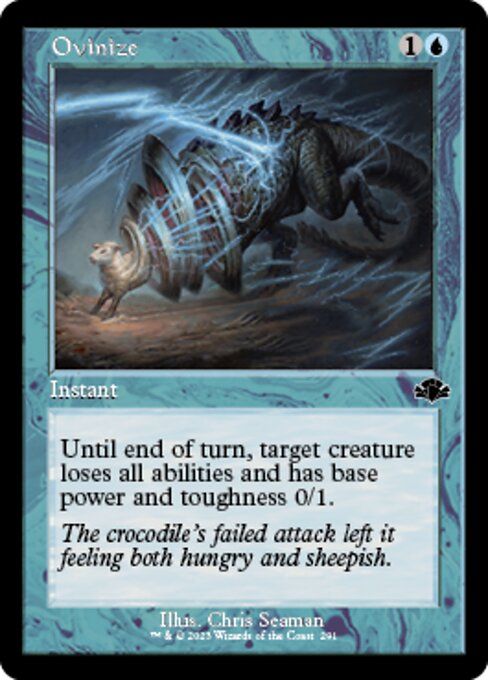 Ovinize 1
Instant
Until end of turn, target creature
loses all abilities and has base
power and toughness 0/1.
The crocodile's failed attack left it
feeling both hungry and sheepish.
Illus. Chris Seaman
™ & © 2023 Wizards of the Coast 291